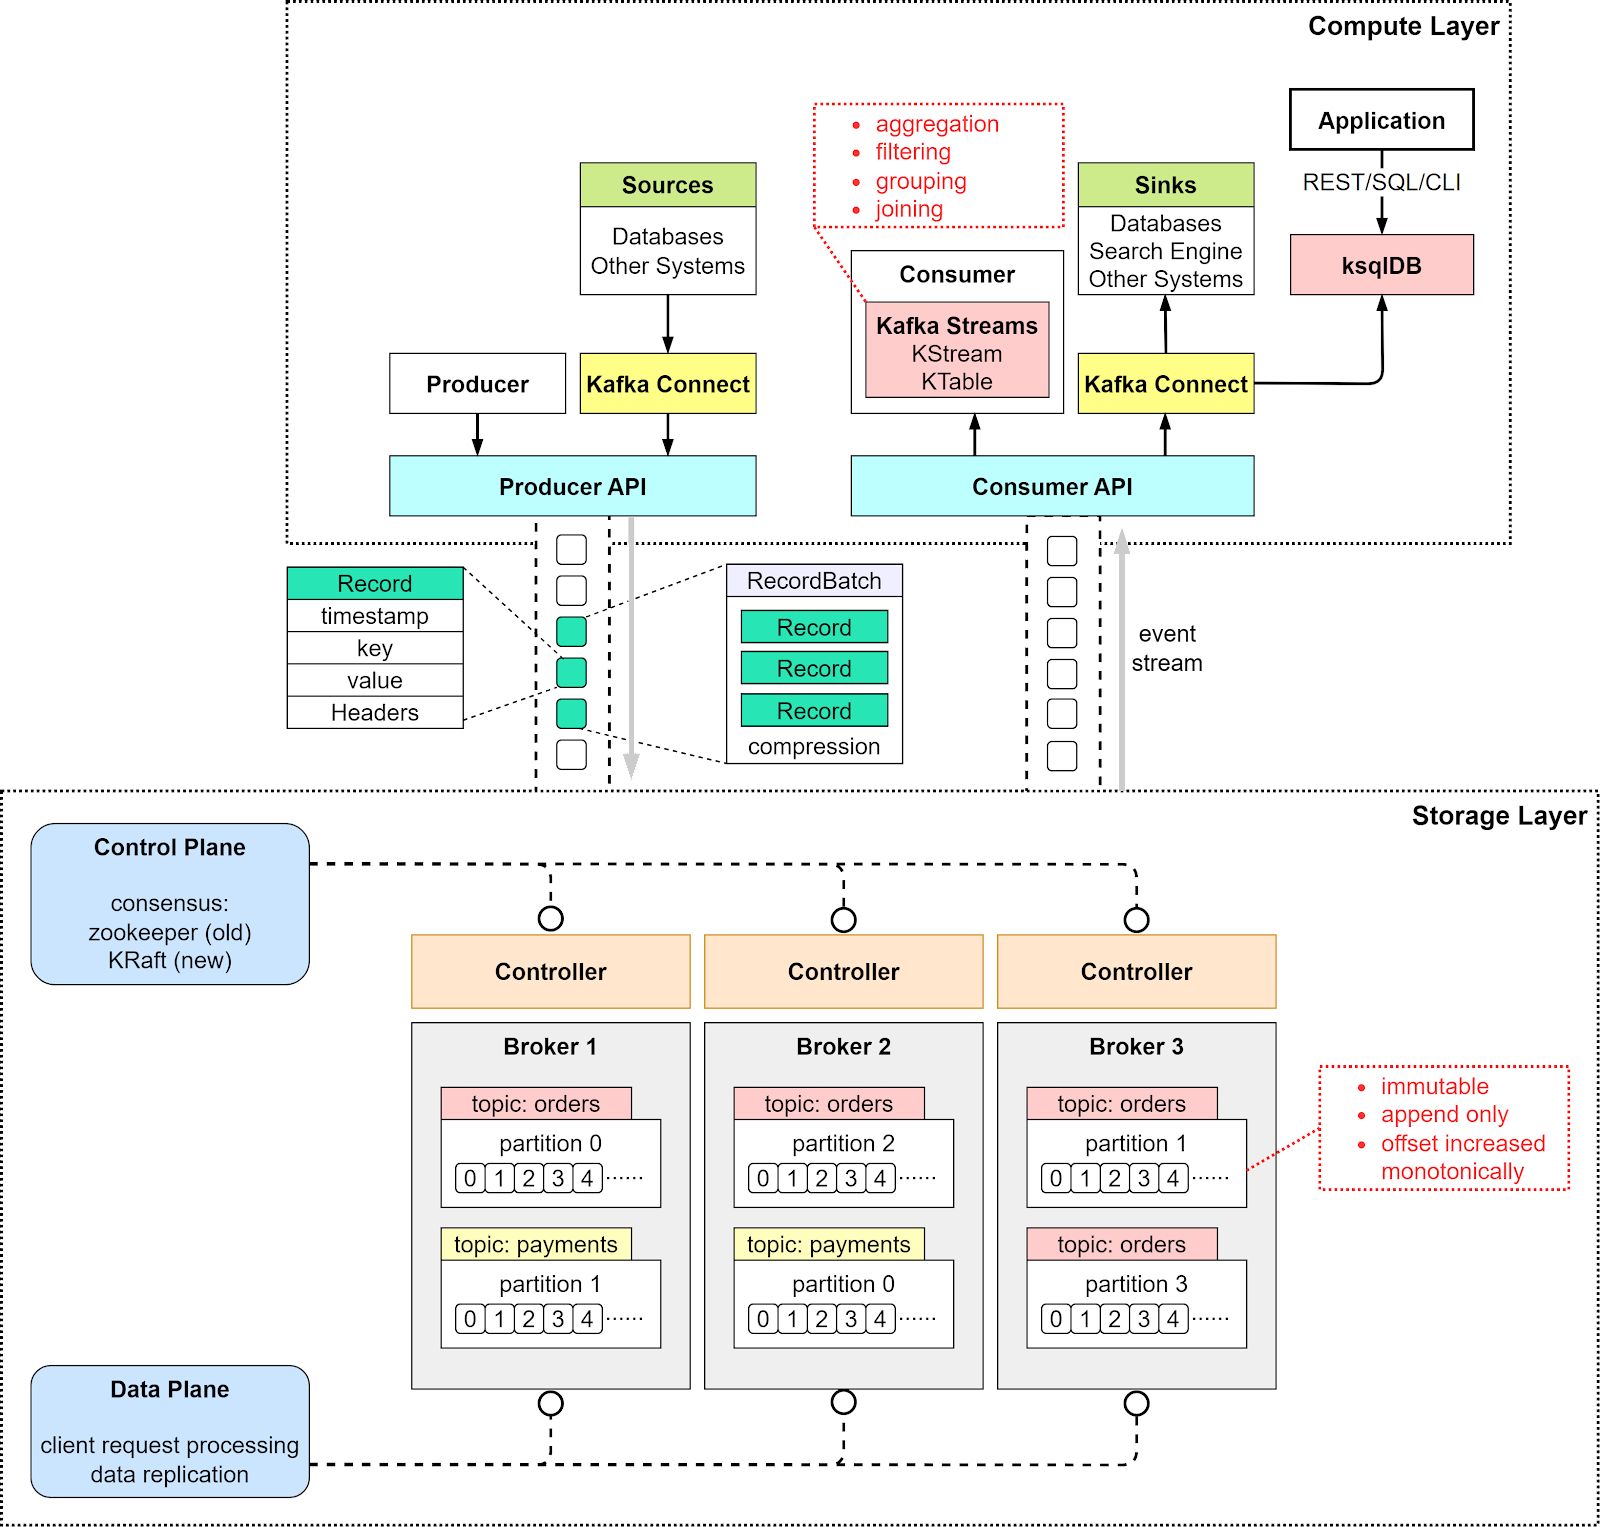 Compute Layer
Application
REST/SQL/CLI
ksqlDB
• aggregation
• filtering
• grouping
• joining
Sources
Databases
Other Systems
Sinks
Databases
Search Engine
Other Systems
Consumer
Kafka Streams
KStream
KTable
Producer
Kafka Connect
Kafka Connect
Producer API
Consumer API
Record
timestamp
key
value
Headers
RecordBatch
Record
Record
Record
compression
event
stream
Storage Layer
Control Plane
consensus:
zookeeper (old)
KRaft (new)
Controller
Controller
Controller
Broker 1
topic: orders
partition 0
0 1 2 3 4 ......
topic: payments
partition 1
0 1 2 3 4 ......
Broker 2
topic: orders
partition 2
0 1 2 3 4 ......
topic: payments
partition 0
0 1 2 3 4 ......
Broker 3
topic: orders
partition 1
0 1 2 3 4 ......
topic: orders
partition 3
0 1 2 3 4 ......
• immutable
• append only
• offset increased
monotonically
Data Plane
client request processing
data replication